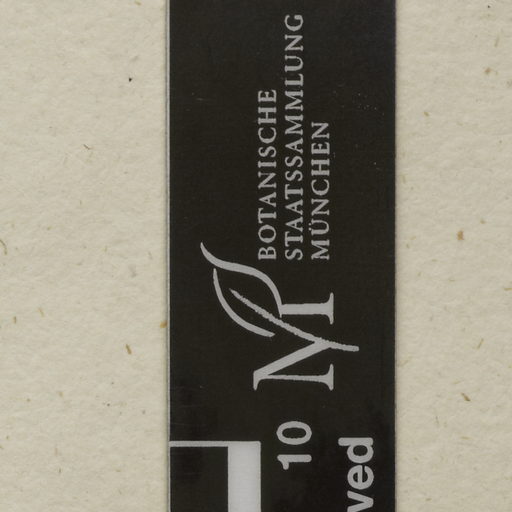 BOTANISCHE
STAATSSAMMLUNG
MÜNCHEN
M
10
ved